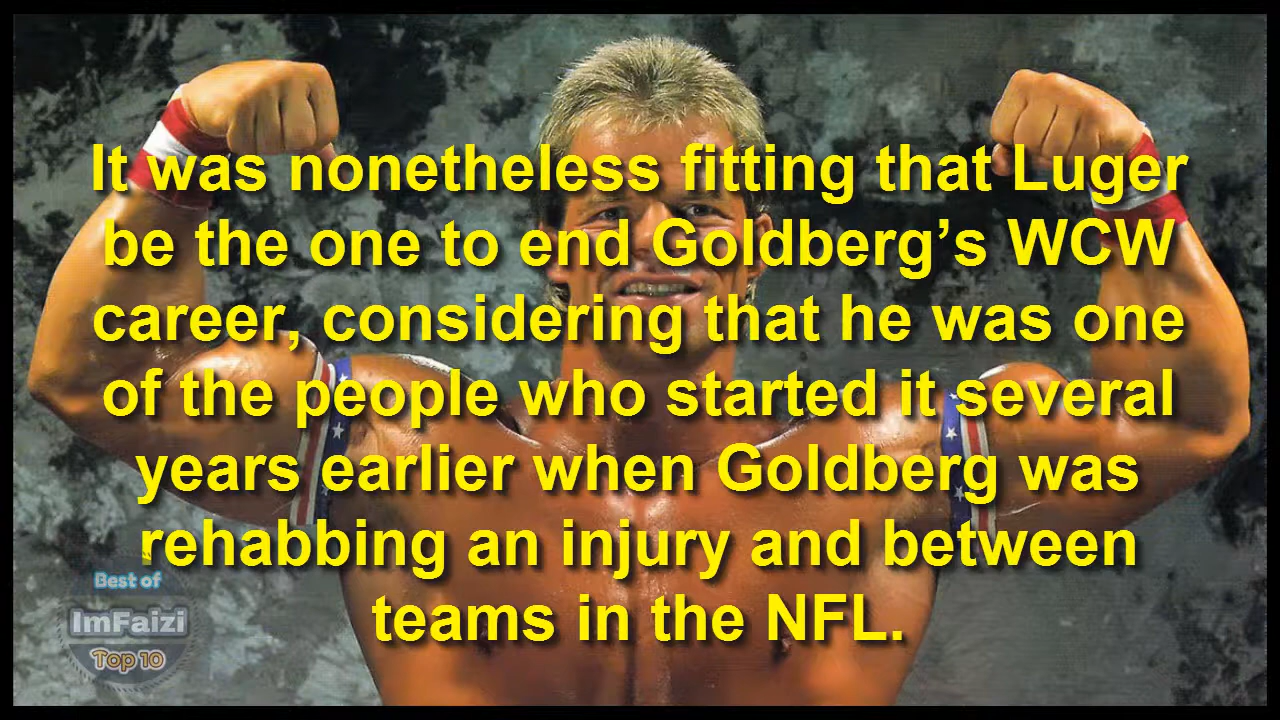 It was nonetheless fitting that Luger
be the one to end Goldberg’s WCW
career, considering that he was one
of the people who started it several
years earlier when Goldberg was
rehabbing an injury and between
teams in the NFL.
Best of
ImFaizi
Top 10